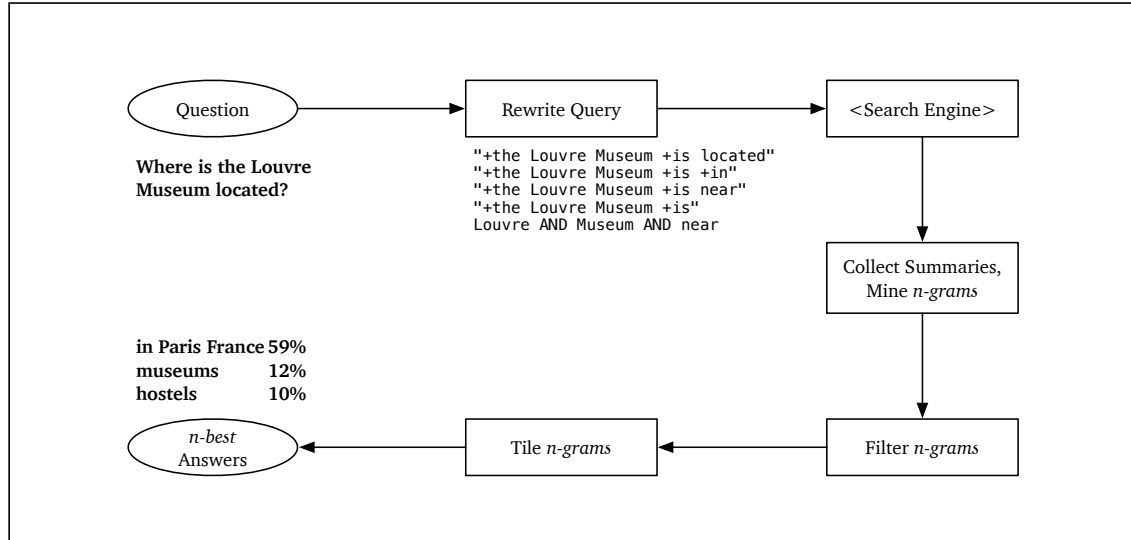 Question
Rewrite Query
<Search Engine>
Where is the Louvre
Museum located?
"+the Louvre Museum +is located"
"+the Louvre Museum +is +in"
"+the Louvre Museum +is near"
"+the Louvre Museum +is"
Louvre AND Museum AND near
Collect Summaries,
Mine n-grams
in Paris France 59%
museums 12%
hostels 10%
n-best
Answers
Tile n-grams
Filter n-grams